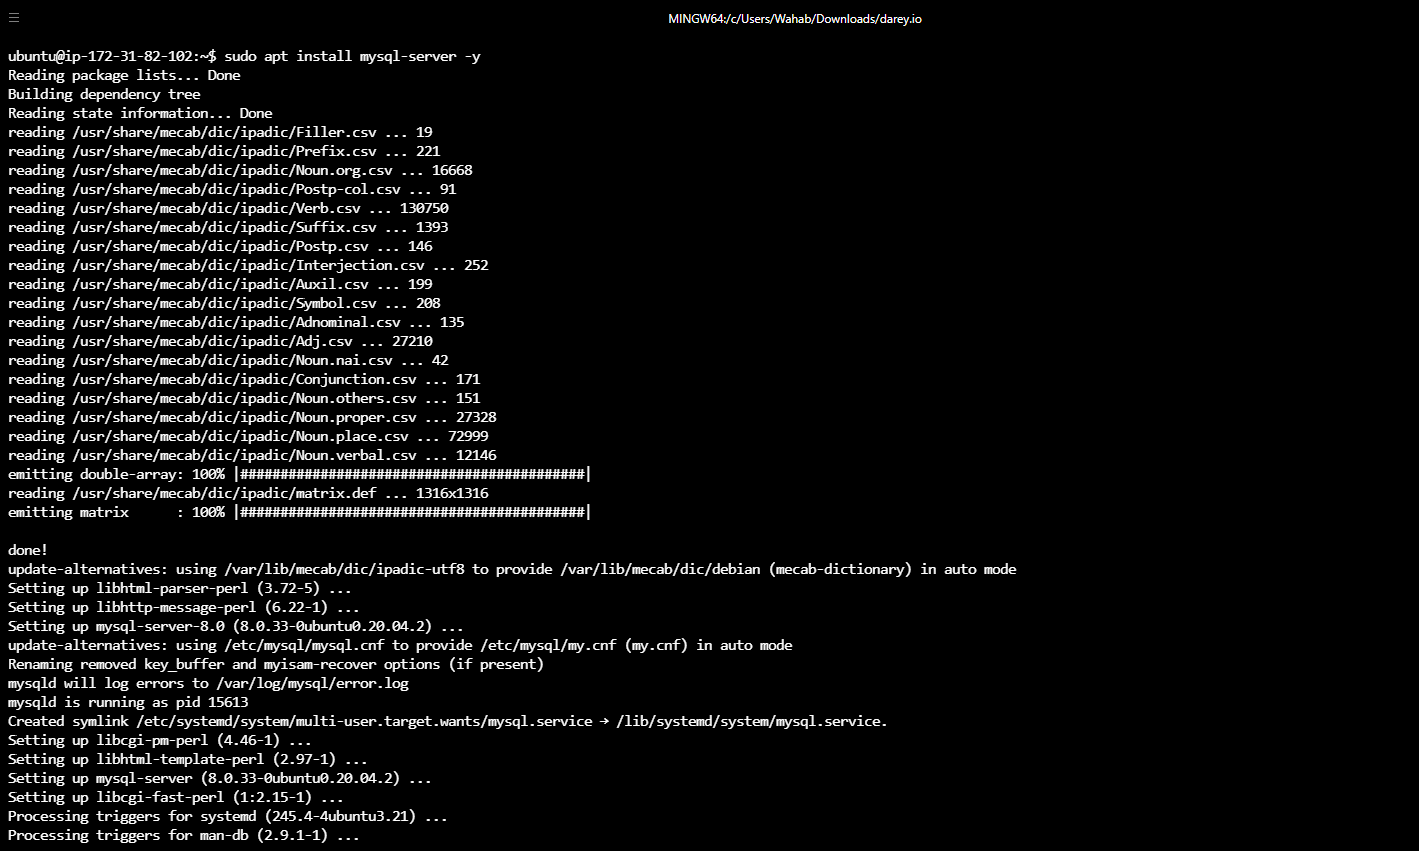 MINGW64:/c/Users/Wahab/Downloads/darey.io
ubuntu@ip-172-31-82-102:~$ sudo apt install mysql-server -y
Reading package lists... Done
Building dependency tree
Reading state information... Done
reading /usr/share/mecab/dic/ipadic/Filler.csv ... 19
reading /usr/share/mecab/dic/ipadic/Prefix.csv ... 221
reading /usr/share/mecab/dic/ipadic/Noun.org.csv ... 16668
reading /usr/share/mecab/dic/ipadic/Postp-col.csv ... 91
reading /usr/share/mecab/dic/ipadic/Verb.csv ... 130750
reading /usr/share/mecab/dic/ipadic/Suffix.csv ... 1393
reading /usr/share/mecab/dic/ipadic/Postp.csv ... 146
reading /usr/share/mecab/dic/ipadic/Interjection.csv ... 252
reading /usr/share/mecab/dic/ipadic/Auxil.csv ... 199
reading /usr/share/mecab/dic/ipadic/Symbol.csv ... 208
reading /usr/share/mecab/dic/ipadic/Adnominal.csv ... 135
reading /usr/share/mecab/dic/ipadic/Adj.csv ... 27210
reading /usr/share/mecab/dic/ipadic/Noun.nai.csv ... 42
reading /usr/share/mecab/dic/ipadic/Conjunction.csv ... 171
reading /usr/share/mecab/dic/ipadic/Noun.others.csv ... 151
reading /usr/share/mecab/dic/ipadic/Noun.proper.csv ... 27328
reading /usr/share/mecab/dic/ipadic/Noun.place.csv ... 72999
reading /usr/share/mecab/dic/ipadic/Noun.verbal.csv ... 12146
emitting double-array: 100% |###########################################|
reading /usr/share/mecab/dic/ipadic/matrix.def ... 1316x1316
emitting matrix      : 100% |###########################################|
done!
update-alternatives: using /var/lib/mecab/dic/ipadic-utf8 to provide /var/lib/mecab/dic/debian (mecab-dictionary) in auto mode
Setting up libhtml-parser-perl (3.72-5) ...
Setting up libhttp-message-perl (6.22-1) ...
Setting up mysql-server-8.0 (8.0.33-0ubuntu0.20.04.2) ...
update-alternatives: using /etc/mysql/mysql.cnf to provide /etc/mysql/my.cnf (my.cnf) in auto mode
Renaming removed key_buffer and myisam-recover options (if present)
mysqld will log errors to /var/log/mysql/error.log
mysqld is running as pid 15613
Created symlink /etc/systemd/system/multi-user.target.wants/mysql.service → /lib/systemd/system/mysql.service.
Setting up libcgi-pm-perl (4.46-1) ...
Setting up libhtml-template-perl (2.97-1) ...
Setting up mysql-server (8.0.33-0ubuntu0.20.04.2) ...
Setting up libcgi-fast-perl (1:2.15-1) ...
Processing triggers for systemd (245.4-4ubuntu3.21) ...
Processing triggers for man-db (2.9.1-1) ...